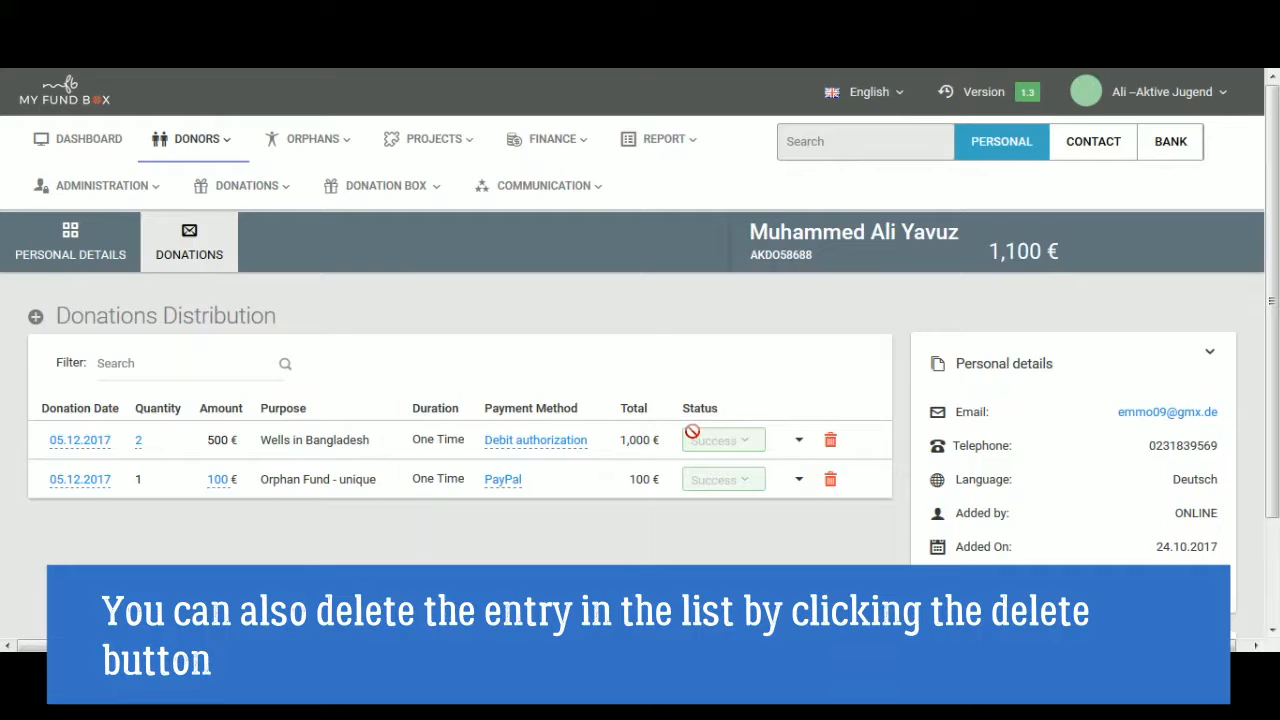 MY FUND BOX
English
Version 1.3
Ali –Aktive Jugend
DASHBOARD DONORS ORPHANS PROJECTS FINANCE REPORT
Search PERSONAL CONTACT BANK
ADMINISTRATION DONATIONS DONATION BOX COMMUNICATION
PERSONAL DETAILS DONATIONS
Muhammed Ali Yavuz
AKDO58688
1,100 €
Donations Distribution
Filter: Search
Donation Date Quantity Amount Purpose Duration Payment Method Total Status
05.12.2017 2 500 € Wells in Bangladesh One Time Debit authorization 1,000 € Success
05.12.2017 1 100 € Orphan Fund - unique One Time PayPal 100 € Success
Personal details
Email: emmo09@gmx.de
Telephone: 0231839569
Language: Deutsch
Added by: ONLINE
Added On: 24.10.2017
You can also delete the entry in the list by clicking the delete
button